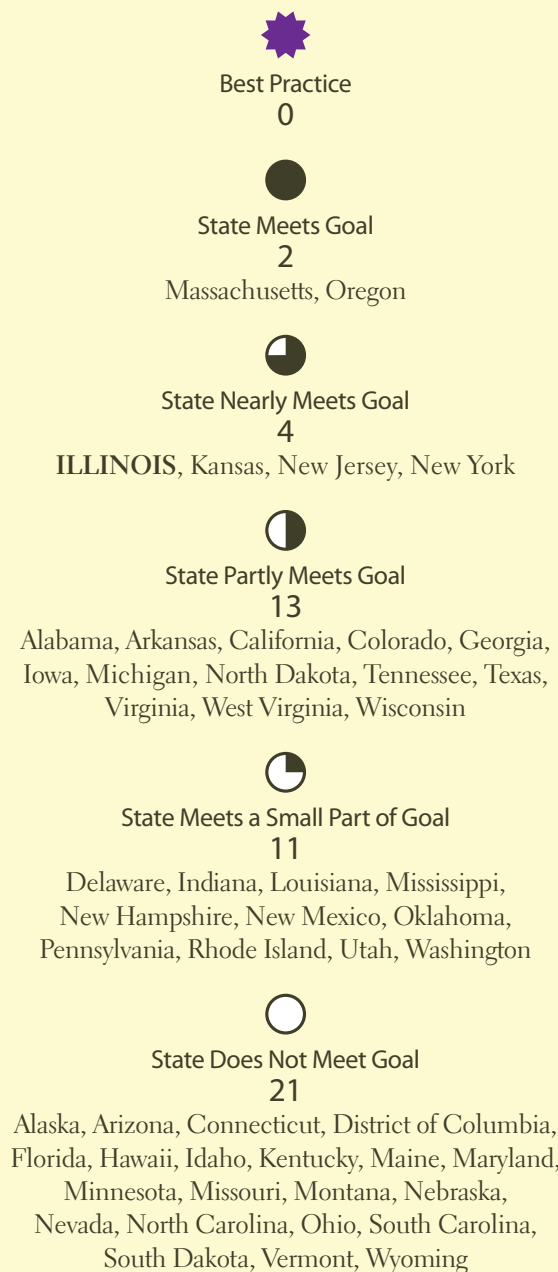 Best Practice
0
State Meets Goal
2
Massachusetts, Oregon
State Nearly Meets Goal
4
ILLINOIS, Kansas, New Jersey, New York
State Partly Meets Goal
13
Alabama, Arkansas, California, Colorado, Georgia,
Iowa, Michigan, North Dakota, Tennessee, Texas,
Virginia, West Virginia, Wisconsin
State Meets a Small Part of Goal
11
Delaware, Indiana, Louisiana, Mississippi,
New Hampshire, New Mexico, Oklahoma,
Pennsylvania, Rhode Island, Utah, Washington
State Does Not Meet Goal
21
Alaska, Arizona, Connecticut, District of Columbia,
Florida, Hawaii, Idaho, Kentucky, Maine, Maryland,
Minnesota, Missouri, Montana, Nebraska,
Nevada, North Carolina, Ohio, South Carolina,
South Dakota, Vermont, Wyoming